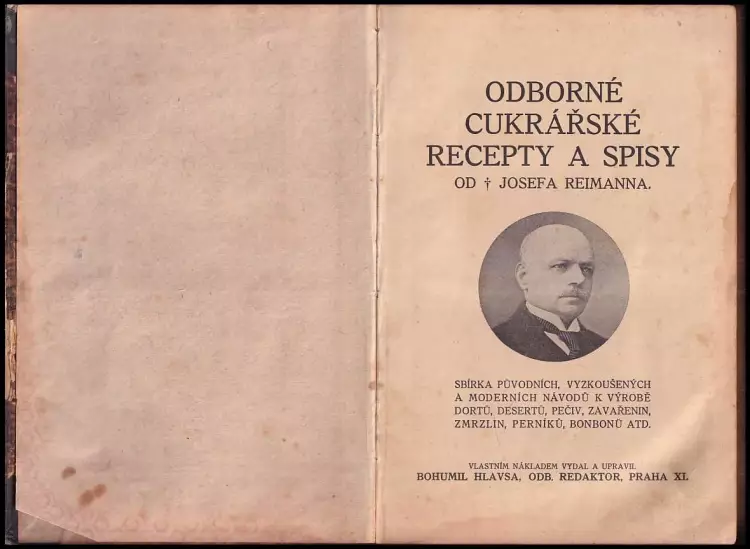 ODBORNÉ
CUKRÁŘSKÉ
RECEPTY A SPISY
OD † JOSEFA REIMANNA.
SBÍRKA PŮVODNÍCH, VYZKOUŠENÝCH
A MODERNÍCH NÁVODŮ K VÝROBĚ
DORTŮ, DESERTŮ, PEČIV, ZAVAŘENIN,
ZMRZLIN, PERNÍKŮ, BONBONŮ ATD.
VLASTNÍM NÁKLADEM VYDAL A UPRAVIL
BOHUMIL HLAVSA, ODB. REDAKTOR, PRAHA XI.